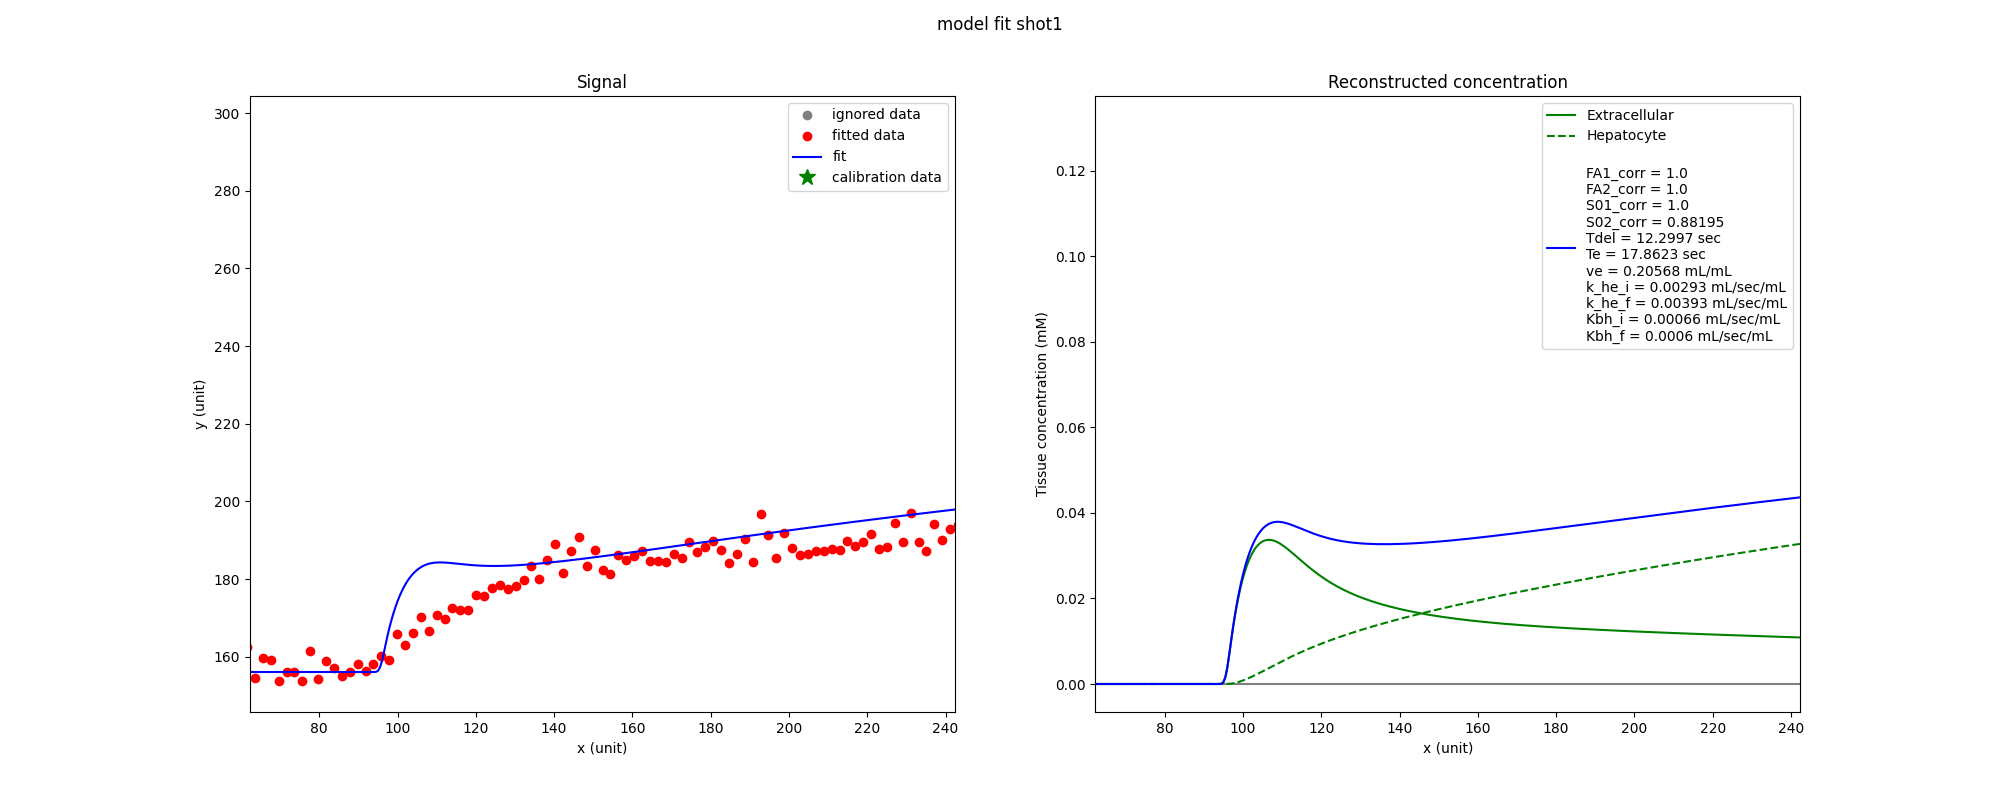 model fit shot1
Signal
300
280
260
240
220
200
180
160
y (unit)
80 100 120 140 160 180 200 220 240
x (unit)
ignored data
fitted data
fit
calibration data
Reconstructed concentration
0.12
0.10
0.08
0.06
0.04
0.02
0.00
Tissue concentration (mM)
80 100 120 140 160 180 200 220 240
x (unit)
Extracellular
Hepatocyte
FA1_corr = 1.0
FA2_corr = 1.0
S01_corr = 1.0
S02_corr = 0.88195
Tdel = 12.2997 sec
Te = 17.8623 sec
ve = 0.20568 mL/mL
k_he_i = 0.00293 mL/sec/mL
k_he_f = 0.00393 mL/sec/mL
Kbh_i = 0.00066 mL/sec/mL
Kbh_f = 0.0006 mL/sec/mL